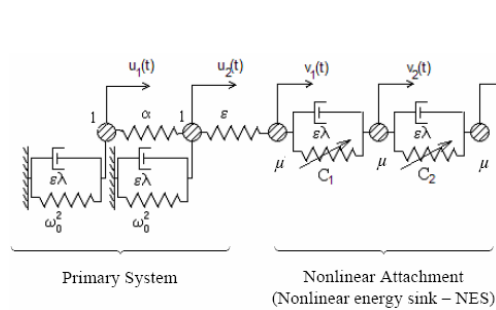 u₁(t) u₂(t) v₁(t) v₂(t)
1 α 1 ε
ελ ελ
μ μ μ
C₁ C₂
ελ ελ
ω₀² ω₀²
Primary System
Nonlinear Attachment
(Nonlinear energy sink – NES)